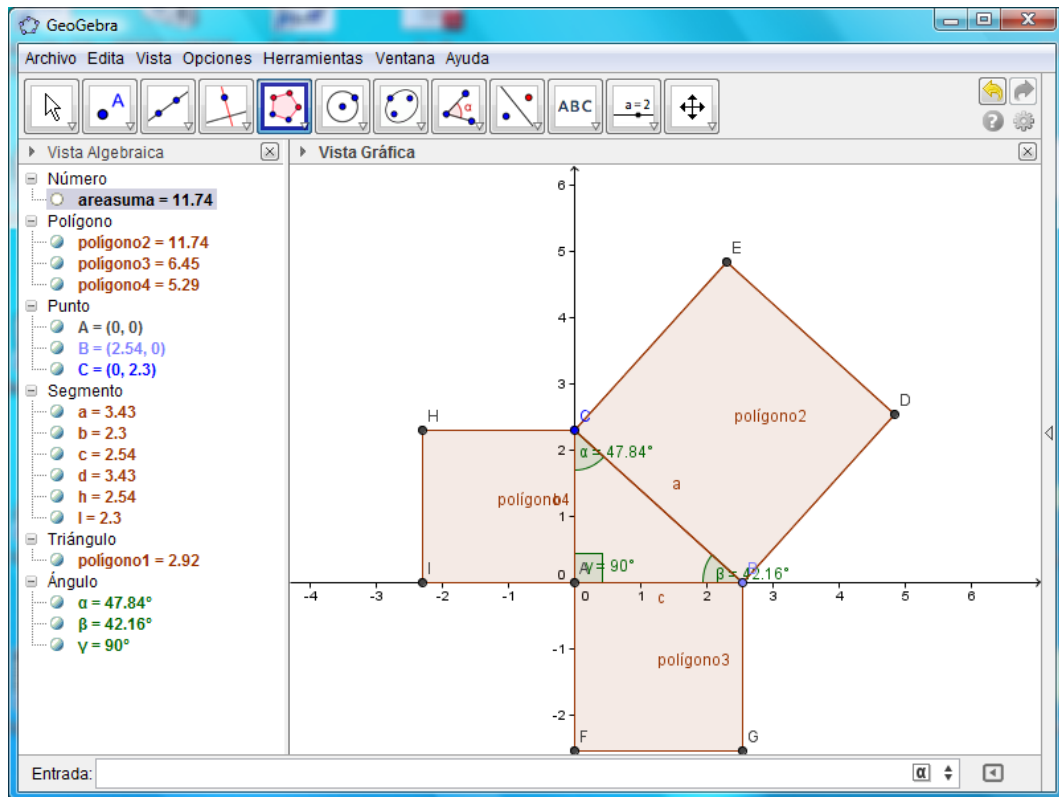 GeoGebra
Archivo Edita Vista Opciones Herramientas Ventana Ayuda
A
α
ABC
a=2
Vista Algebraica
Vista Gráfica
Número
areasuma = 11.74
Polígono
polígono2 = 11.74
polígono3 = 6.45
polígono4 = 5.29
Punto
A = (0, 0)
B = (2.54, 0)
C = (0, 2.3)
Segmento
a = 3.43
b = 2.3
c = 2.54
d = 3.43
h = 2.54
l = 2.3
Triángulo
polígono1 = 2.92
Ángulo
α = 47.84°
β = 42.16°
γ = 90°
6
5
E
4
3
D
H
C
polígono2
2
α = 47.84°
a
polígono4
b
1
I
0
A
γ = 90°
B
β = 42.16°
-4 -3 -2 -1 0 1 2 3 4 5 6
c
-1
polígono3
-2
F
G
Entrada:
α